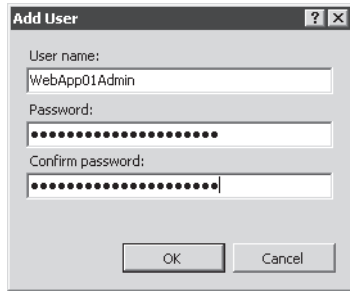 Add User
User name:
WebApp01Admin
Password:
●●●●●●●●●●●●●●●●●●●●●
Confirm password:
●●●●●●●●●●●●●●●●●●●●●
OK Cancel